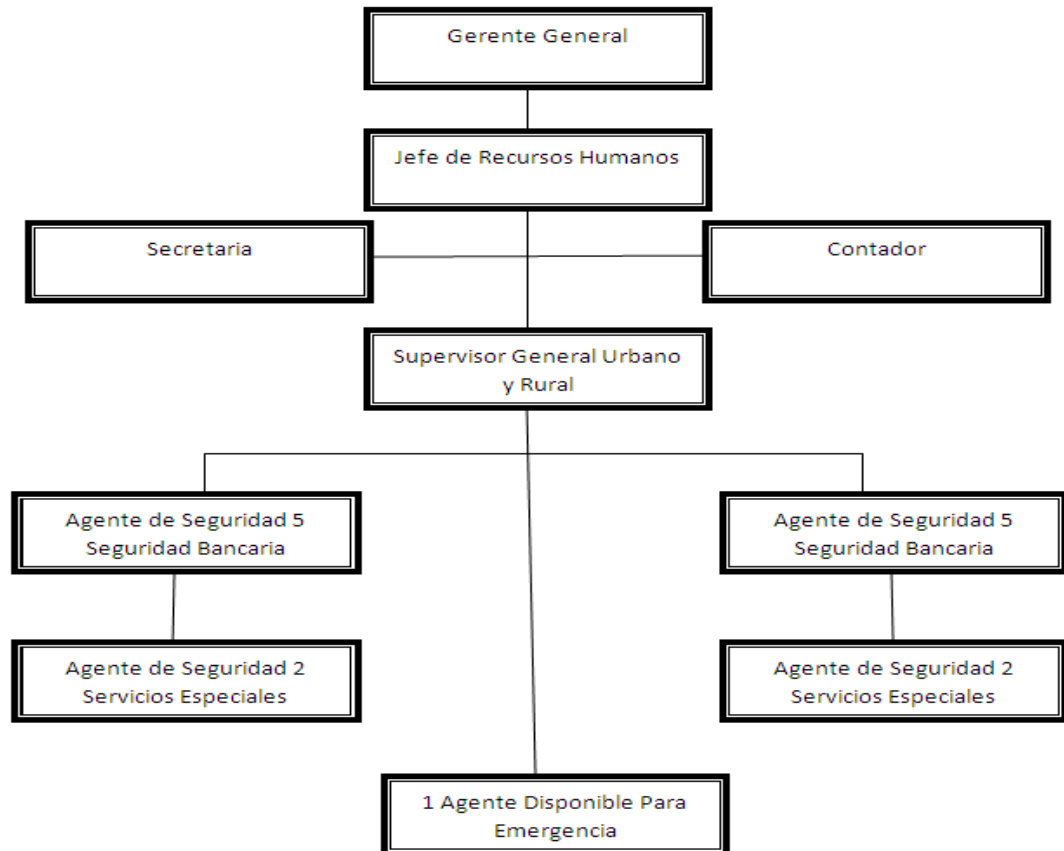 Gerente General
Jefe de Recursos Humanos
Secretaria
Contador
Supervisor General Urbano
y Rural
Agente de Seguridad 5
Seguridad Bancaria
Agente de Seguridad 5
Seguridad Bancaria
Agente de Seguridad 2
Servicios Especiales
Agente de Seguridad 2
Servicios Especiales
1 Agente Disponible Para
Emergencia